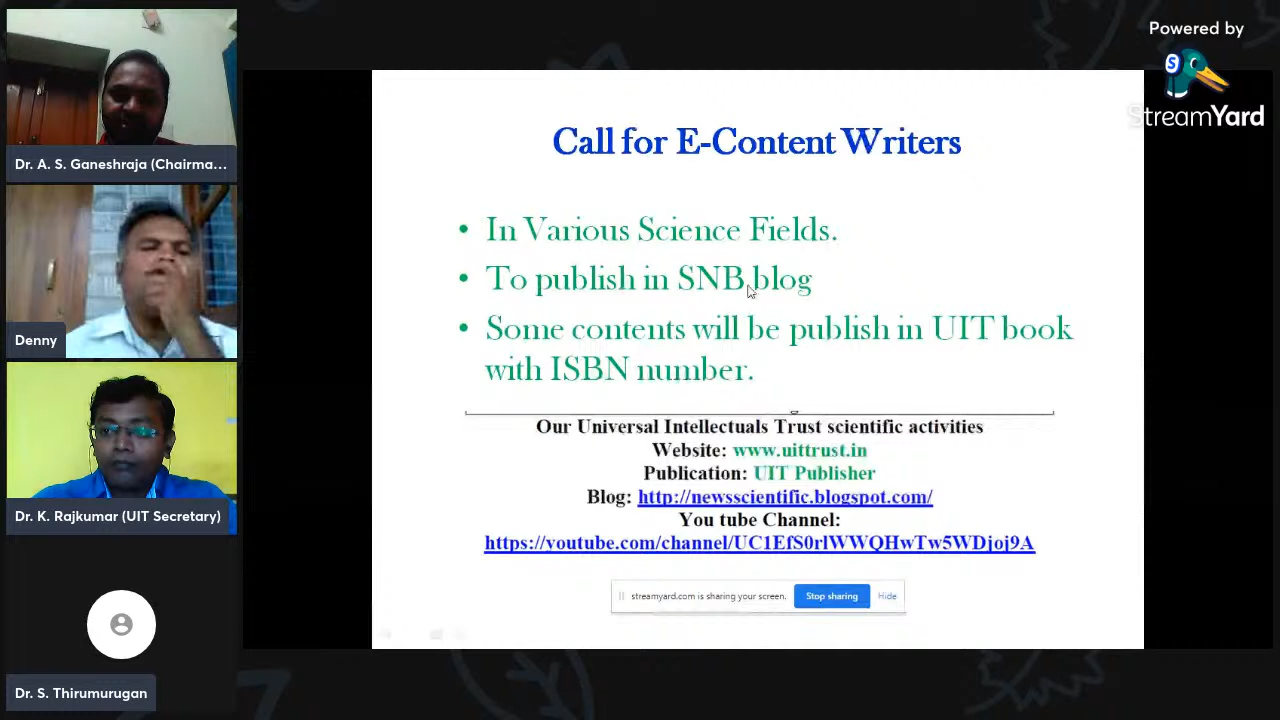 Powered by
S
StreamYard
Dr. A. S. Ganeshraja (Chairma...
Denny
Dr. K. Rajkumar (UIT Secretary)
Dr. S. Thirumurugan
Call for E-Content Writers
• In Various Science Fields.
• To publish in SNB blog
• Some contents will be publish in UIT book
with ISBN number.
Our Universal Intellectuals Trust scientific activities
Website: www.uittrust.in
Publication: UIT Publisher
Blog: http://newsscientific.blogspot.com/
You tube Channel:
https://youtube.com/channel/UC1EfS0rlWWQHwTw5WDjoj9A
streamyard.com is sharing your screen. Stop sharing Hide